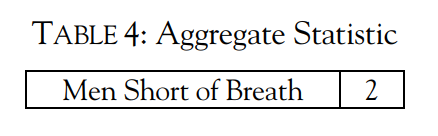 TABLE 4: Aggregate Statistic
Men Short of Breath 2